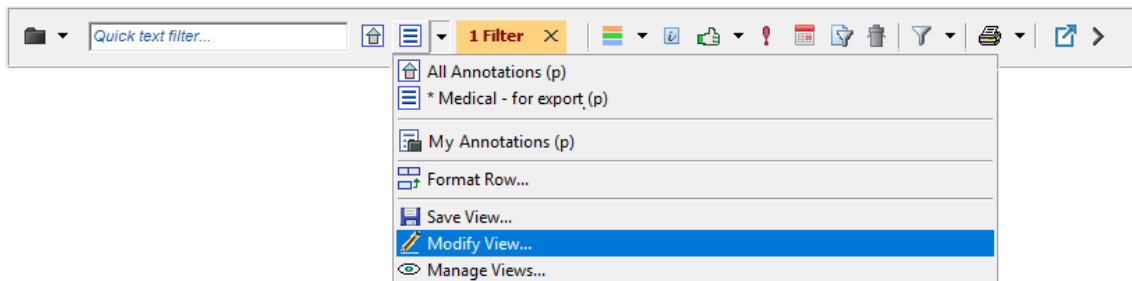 Quick text filter...
1 Filter
All Annotations (p)
* Medical - for export (p)
My Annotations (p)
Format Row...
Save View...
Modify View...
Manage Views...